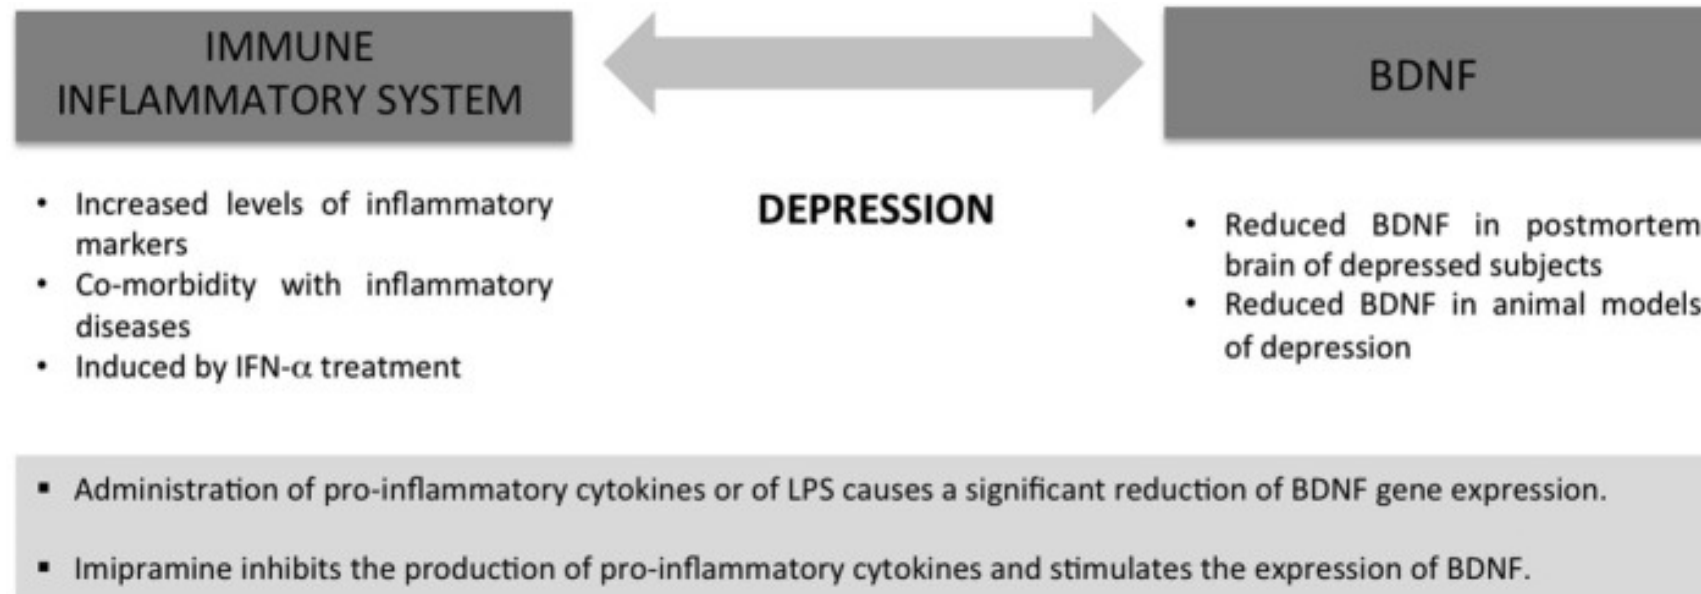 IMMUNE
INFLAMMATORY SYSTEM
BDNF
DEPRESSION
• Increased levels of inflammatory
markers
• Co-morbidity with inflammatory
diseases
• Induced by IFN-α treatment
• Reduced BDNF in postmortem
brain of depressed subjects
• Reduced BDNF in animal models
of depression
▪ Administration of pro-inflammatory cytokines or of LPS causes a significant reduction of BDNF gene expression.
▪ Imipramine inhibits the production of pro-inflammatory cytokines and stimulates the expression of BDNF.